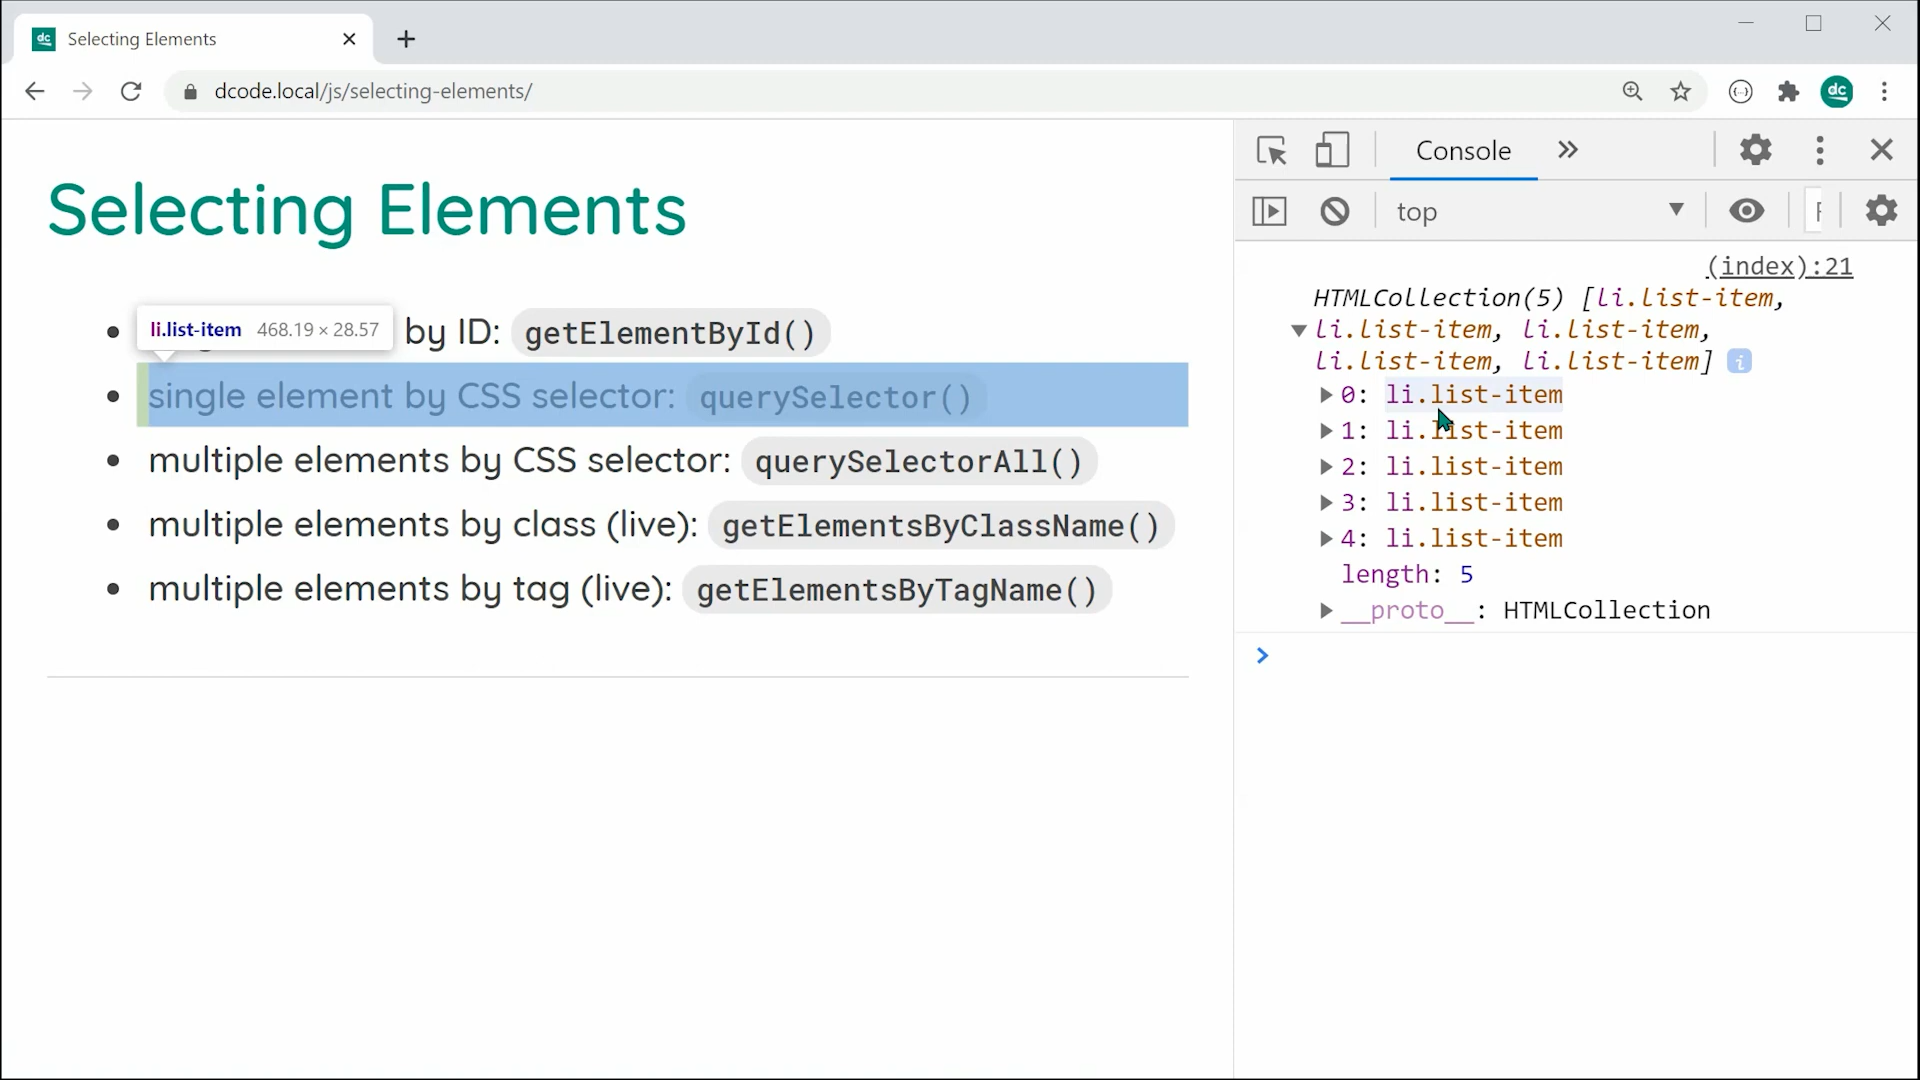 dc Selecting Elements
dcode.local/js/selecting-elements/
dc
Selecting Elements
li.list-item 468.19 × 28.57
by ID: getElementById()
single element by CSS selector: querySelector()
multiple elements by CSS selector: querySelectorAll()
multiple elements by class (live): getElementsByClassName()
multiple elements by tag (live): getElementsByTagName()
Console
top
(index):21
HTMLCollection(5) [li.list-item,
li.list-item, li.list-item,
li.list-item, li.list-item]
0: li.list-item
1: li.list-item
2: li.list-item
3: li.list-item
4: li.list-item
length: 5
__proto__: HTMLCollection